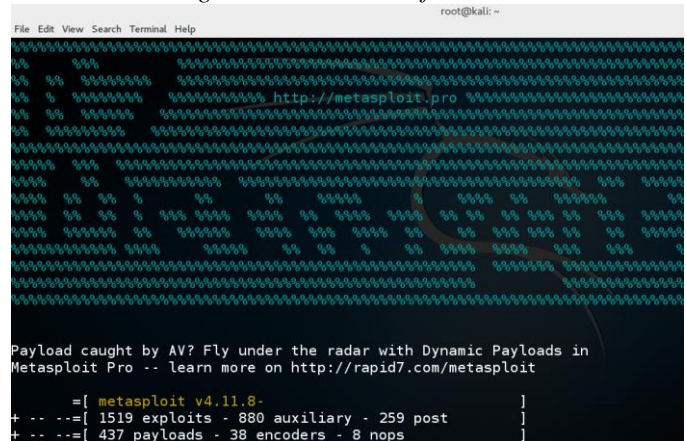 root@kali: ~
File Edit View Search Terminal Help
http://metasploit.pro
Payload caught by AV? Fly under the radar with Dynamic Payloads in
Metasploit Pro -- learn more on http://rapid7.com/metasploit
=[ metasploit v4.11.8- ]
+ -- --=[ 1519 exploits - 880 auxiliary - 259 post ]
+ -- --=[ 437 payloads - 38 encoders - 8 nops ]